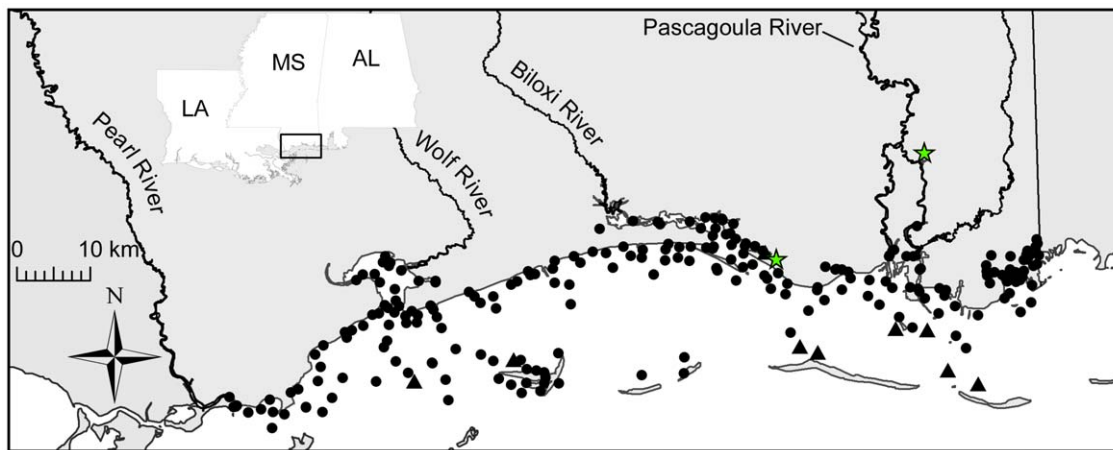 Pascagoula River
MS
AL
LA
Biloxi River
Pearl River
Wolf River
0 10 km
N